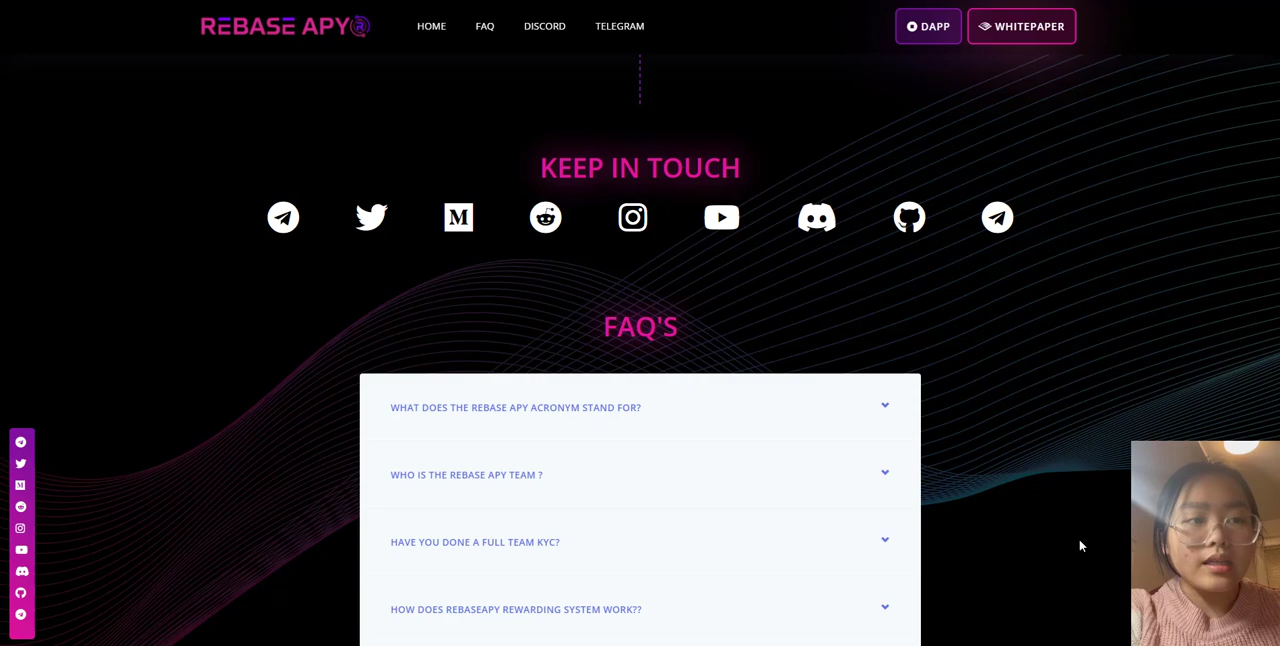 REBASE APY
HOME
FAQ
DISCORD
TELEGRAM
DAPP
WHITEPAPER
KEEP IN TOUCH
FAQ'S
WHAT DOES THE REBASE APY ACRONYM STAND FOR?
WHO IS THE REBASE APY TEAM ?
HAVE YOU DONE A FULL TEAM KYC?
HOW DOES REBASEAPY REWARDING SYSTEM WORK??